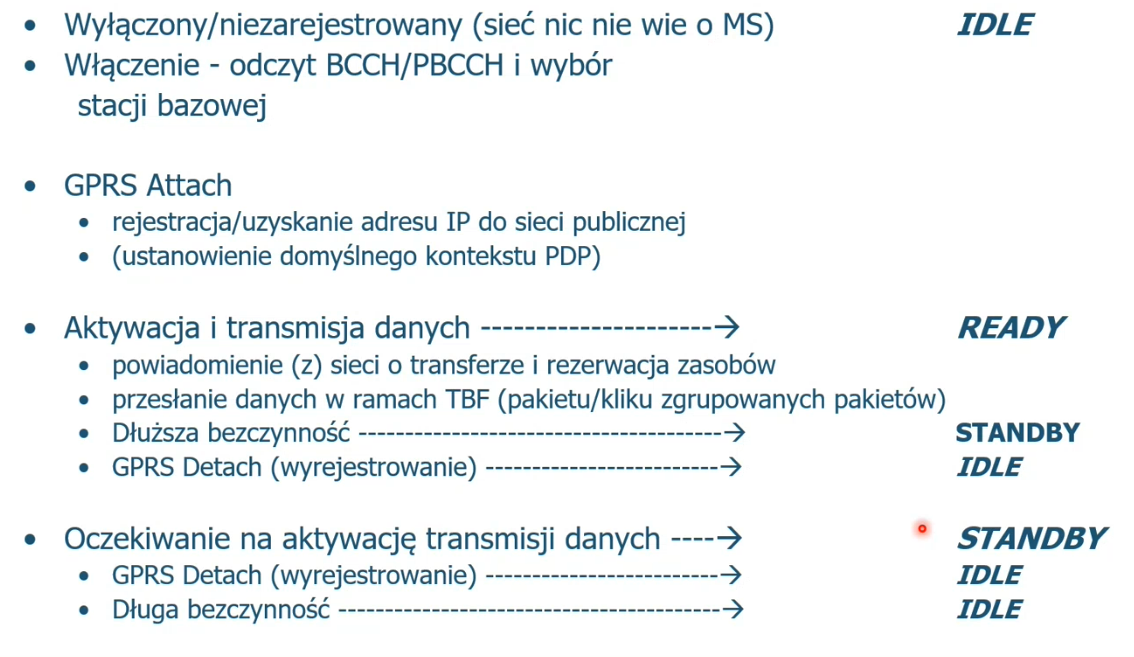 • Wyłączony/niezarejestrowany (sieć nic nie wie o MS) IDLE
• Włączenie - odczyt BCCH/PBCCH i wybór
stacji bazowej
• GPRS Attach
• rejestracja/uzyskanie adresu IP do sieci publicznej
• (ustanowienie domyślnego kontekstu PDP)
• Aktywacja i transmisja danych ---------------------→ READY
• powiadomienie (z) sieci o transferze i rezerwacja zasobów
• przesłanie danych w ramach TBF (pakietu/kliku zgrupowanych pakietów)
• Dłuższa bezczynność ---------------------------------------→ STANDBY
• GPRS Detach (wyrejestrowanie) -------------------------→ IDLE
• Oczekiwanie na aktywację transmisji danych ----→ STANDBY
• GPRS Detach (wyrejestrowanie) -------------------------→ IDLE
• Długa bezczynność -----------------------------------------→ IDLE